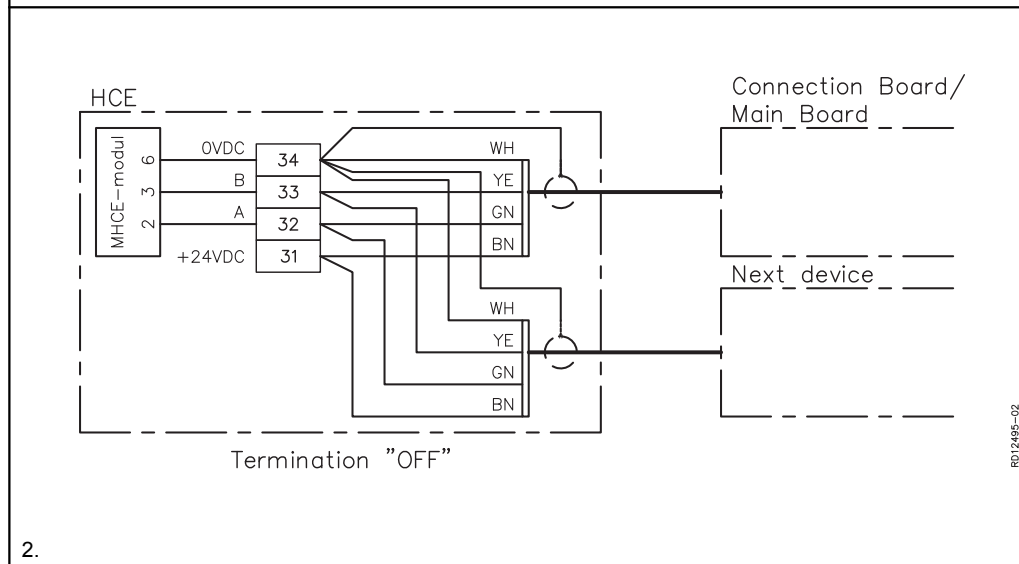 HCE
MHCE-modul
6
3
2
0VDC
B
A
+24VDC
34
33
32
31
WH
YE
GN
BN
WH
YE
GN
BN
Connection Board/
Main Board
Next device
Termination "OFF"
RD12495-02
2.